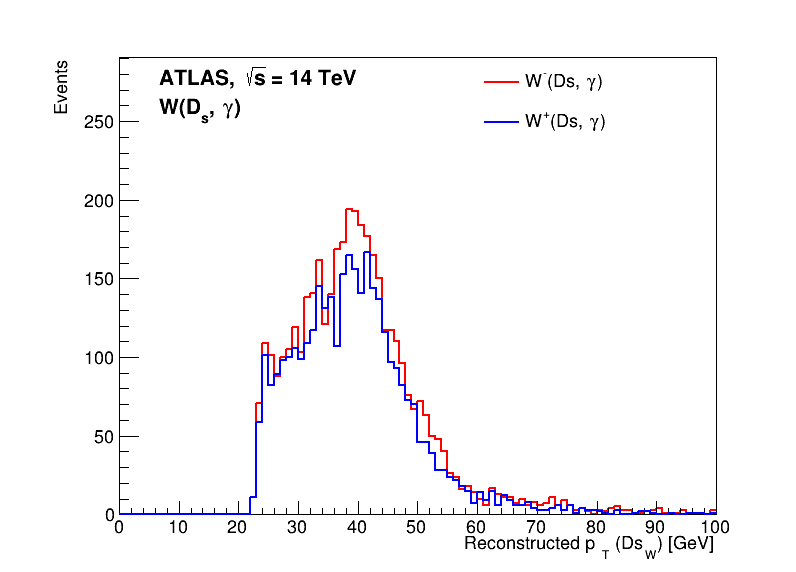 ATLAS, √s = 14 TeV
W(Ds, γ)
W-(Ds, γ)
W+(Ds, γ)
Events
250
200
150
100
50
0
0 10 20 30 40 50 60 70 80 90 100
Reconstructed p T (Ds W) [GeV]